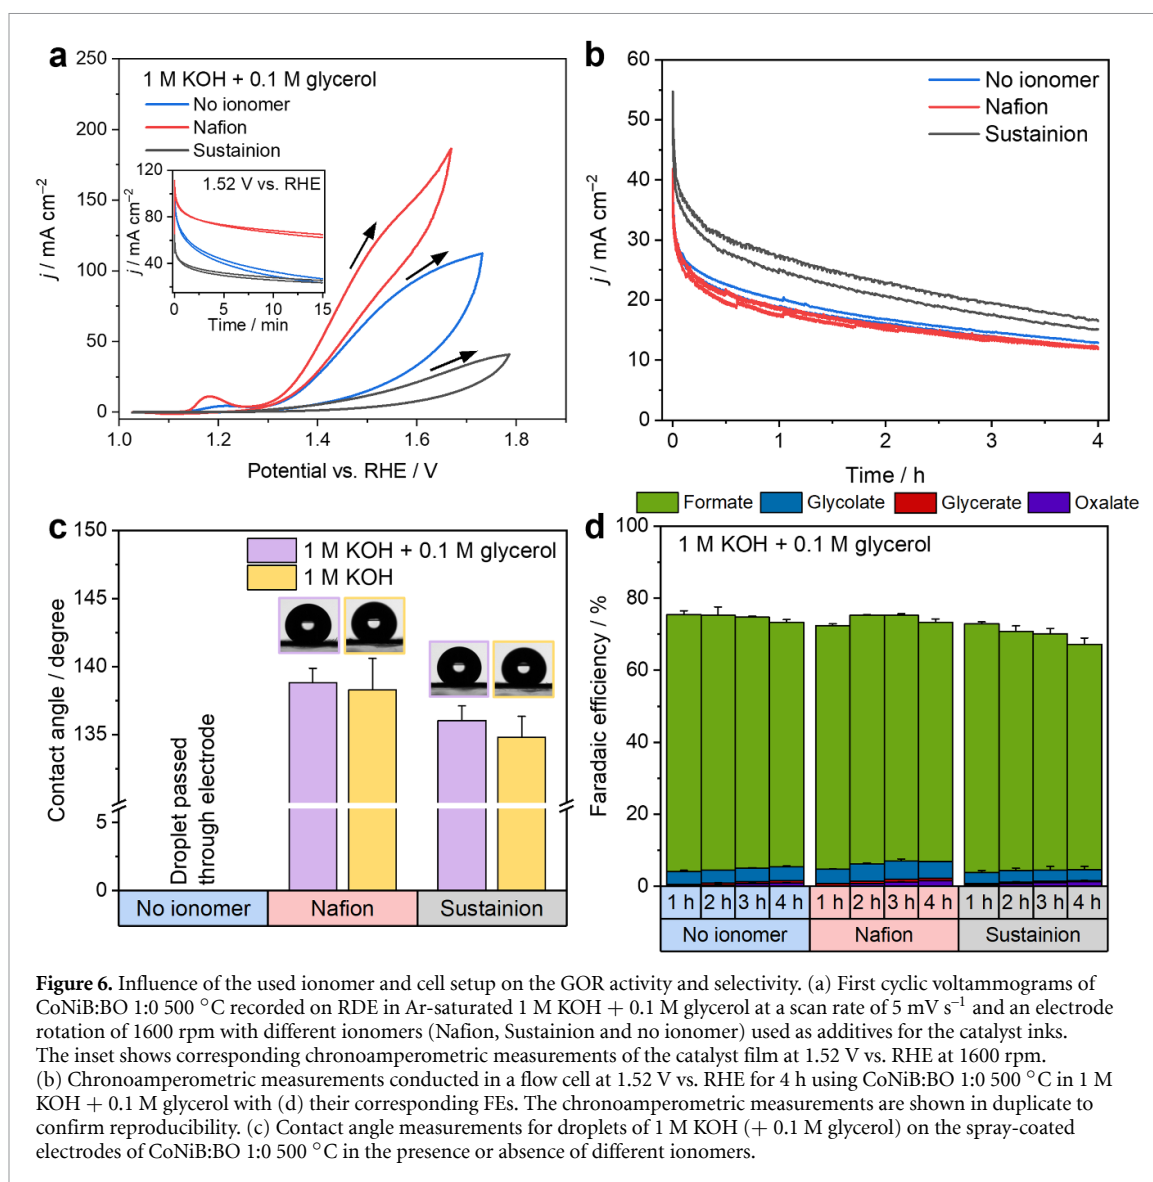 a
250
200
150
100
50
0
j / mA cm⁻²
1 M KOH + 0.1 M glycerol
No ionomer
Nafion
Sustainion
120
80
40
j / mA cm⁻²
1.52 V vs. RHE
0 5 10 15
Time / min
1.0 1.2 1.4 1.6 1.8
Potential vs. RHE / V
b
60
50
40
30
20
10
0
j / mA cm⁻²
No ionomer
Nafion
Sustainion
0 1 2 3 4
Time / h
c
150
145
140
135
5
0
Contact angle / degree
1 M KOH + 0.1 M glycerol
1 M KOH
Droplet passed
through electrode
No ionomer Nafion Sustainion
Formate Glycolate Glycerate Oxalate
d
100
80
60
40
20
0
Faradaic efficiency / %
1 M KOH + 0.1 M glycerol
1 h 2 h 3 h 4 h 1 h 2 h 3 h 4 h 1 h 2 h 3 h 4 h
No ionomer Nafion Sustainion
Figure 6. Influence of the used ionomer and cell setup on the GOR activity and selectivity. (a) First cyclic voltammograms of
CoNiB:BO 1:0 500 °C recorded on RDE in Ar-saturated 1 M KOH + 0.1 M glycerol at a scan rate of 5 mV s⁻¹ and an electrode
rotation of 1600 rpm with different ionomers (Nafion, Sustainion and no ionomer) used as additives for the catalyst inks.
The inset shows corresponding chronoamperometric measurements of the catalyst film at 1.52 V vs. RHE at 1600 rpm.
(b) Chronoamperometric measurements conducted in a flow cell at 1.52 V vs. RHE for 4 h using CoNiB:BO 1:0 500 °C in 1 M
KOH + 0.1 M glycerol with (d) their corresponding FEs. The chronoamperometric measurements are shown in duplicate to
confirm reproducibility. (c) Contact angle measurements for droplets of 1 M KOH (+ 0.1 M glycerol) on the spray-coated
electrodes of CoNiB:BO 1:0 500 °C in the presence or absence of different ionomers.